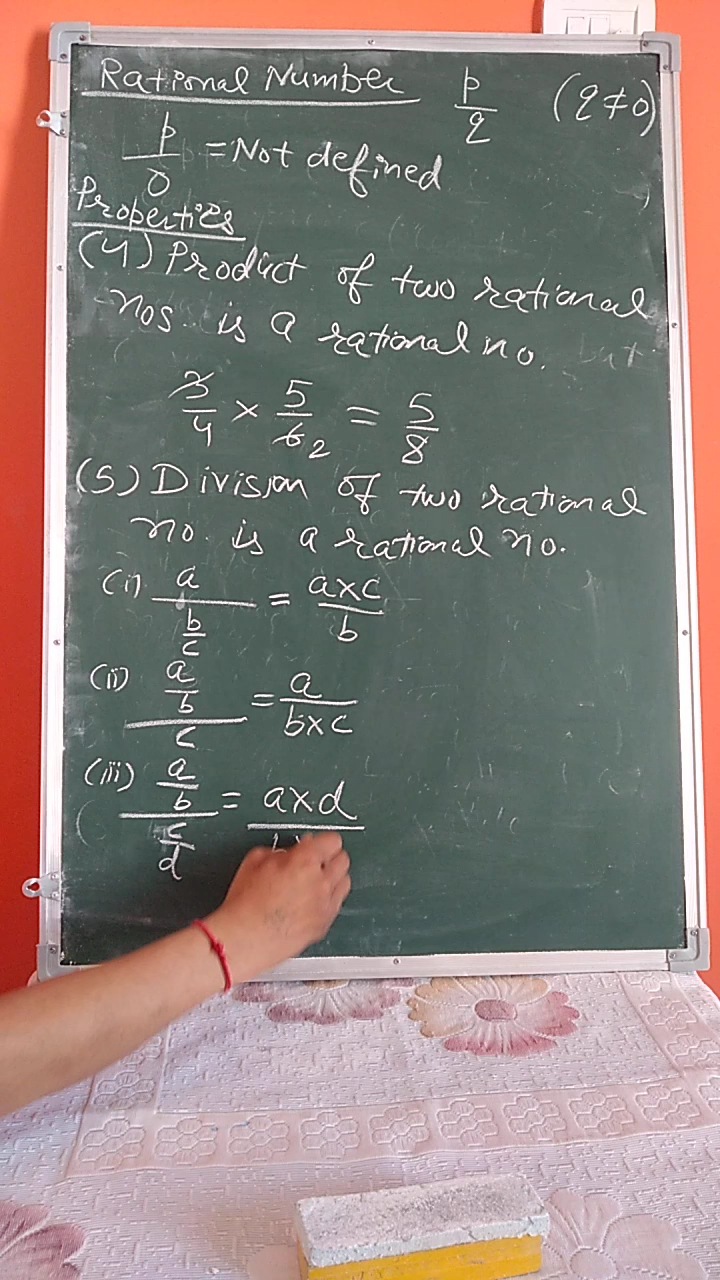 Rational Number p/q (q≠0)
p/0 = Not defined
Properties
(4) Product of two rational
nos. is a rational no.
3/4 × 5/6 2 = 5/8
(5) Division of two rational
no. is a rational no.
(i) a/(b/c) = a×c/b
(ii) (a/b)/c = a/b×c
(iii) (a/b)/(c/d) = a×d/